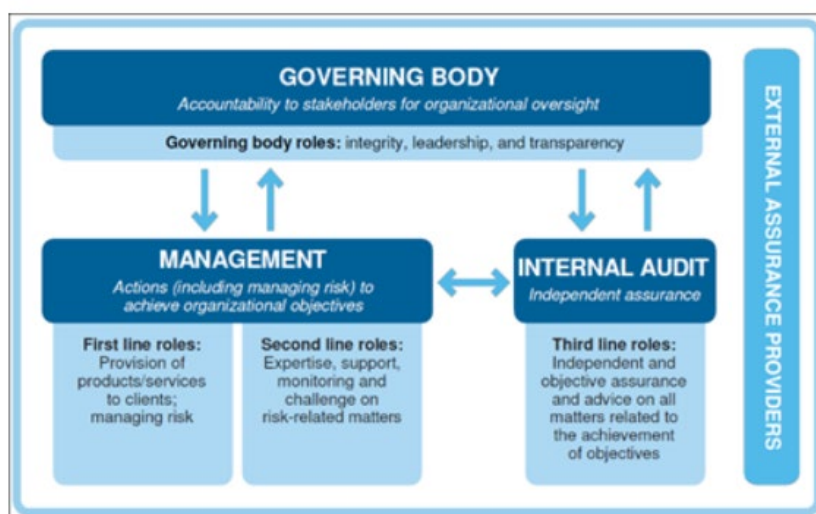 GOVERNING BODY
Accountability to stakeholders for organizational oversight
Governing body roles: integrity, leadership, and transparency
MANAGEMENT
Actions (including managing risk) to
achieve organizational objectives
First line roles:
Provision of
products/services
to clients;
managing risk
Second line roles:
Expertise, support,
monitoring and
challenge on
risk-related matters
INTERNAL AUDIT
Independent assurance
Third line roles:
Independent and
objective assurance
and advice on all
matters related to
the achievement
of objectives
EXTERNAL ASSURANCE PROVIDERS